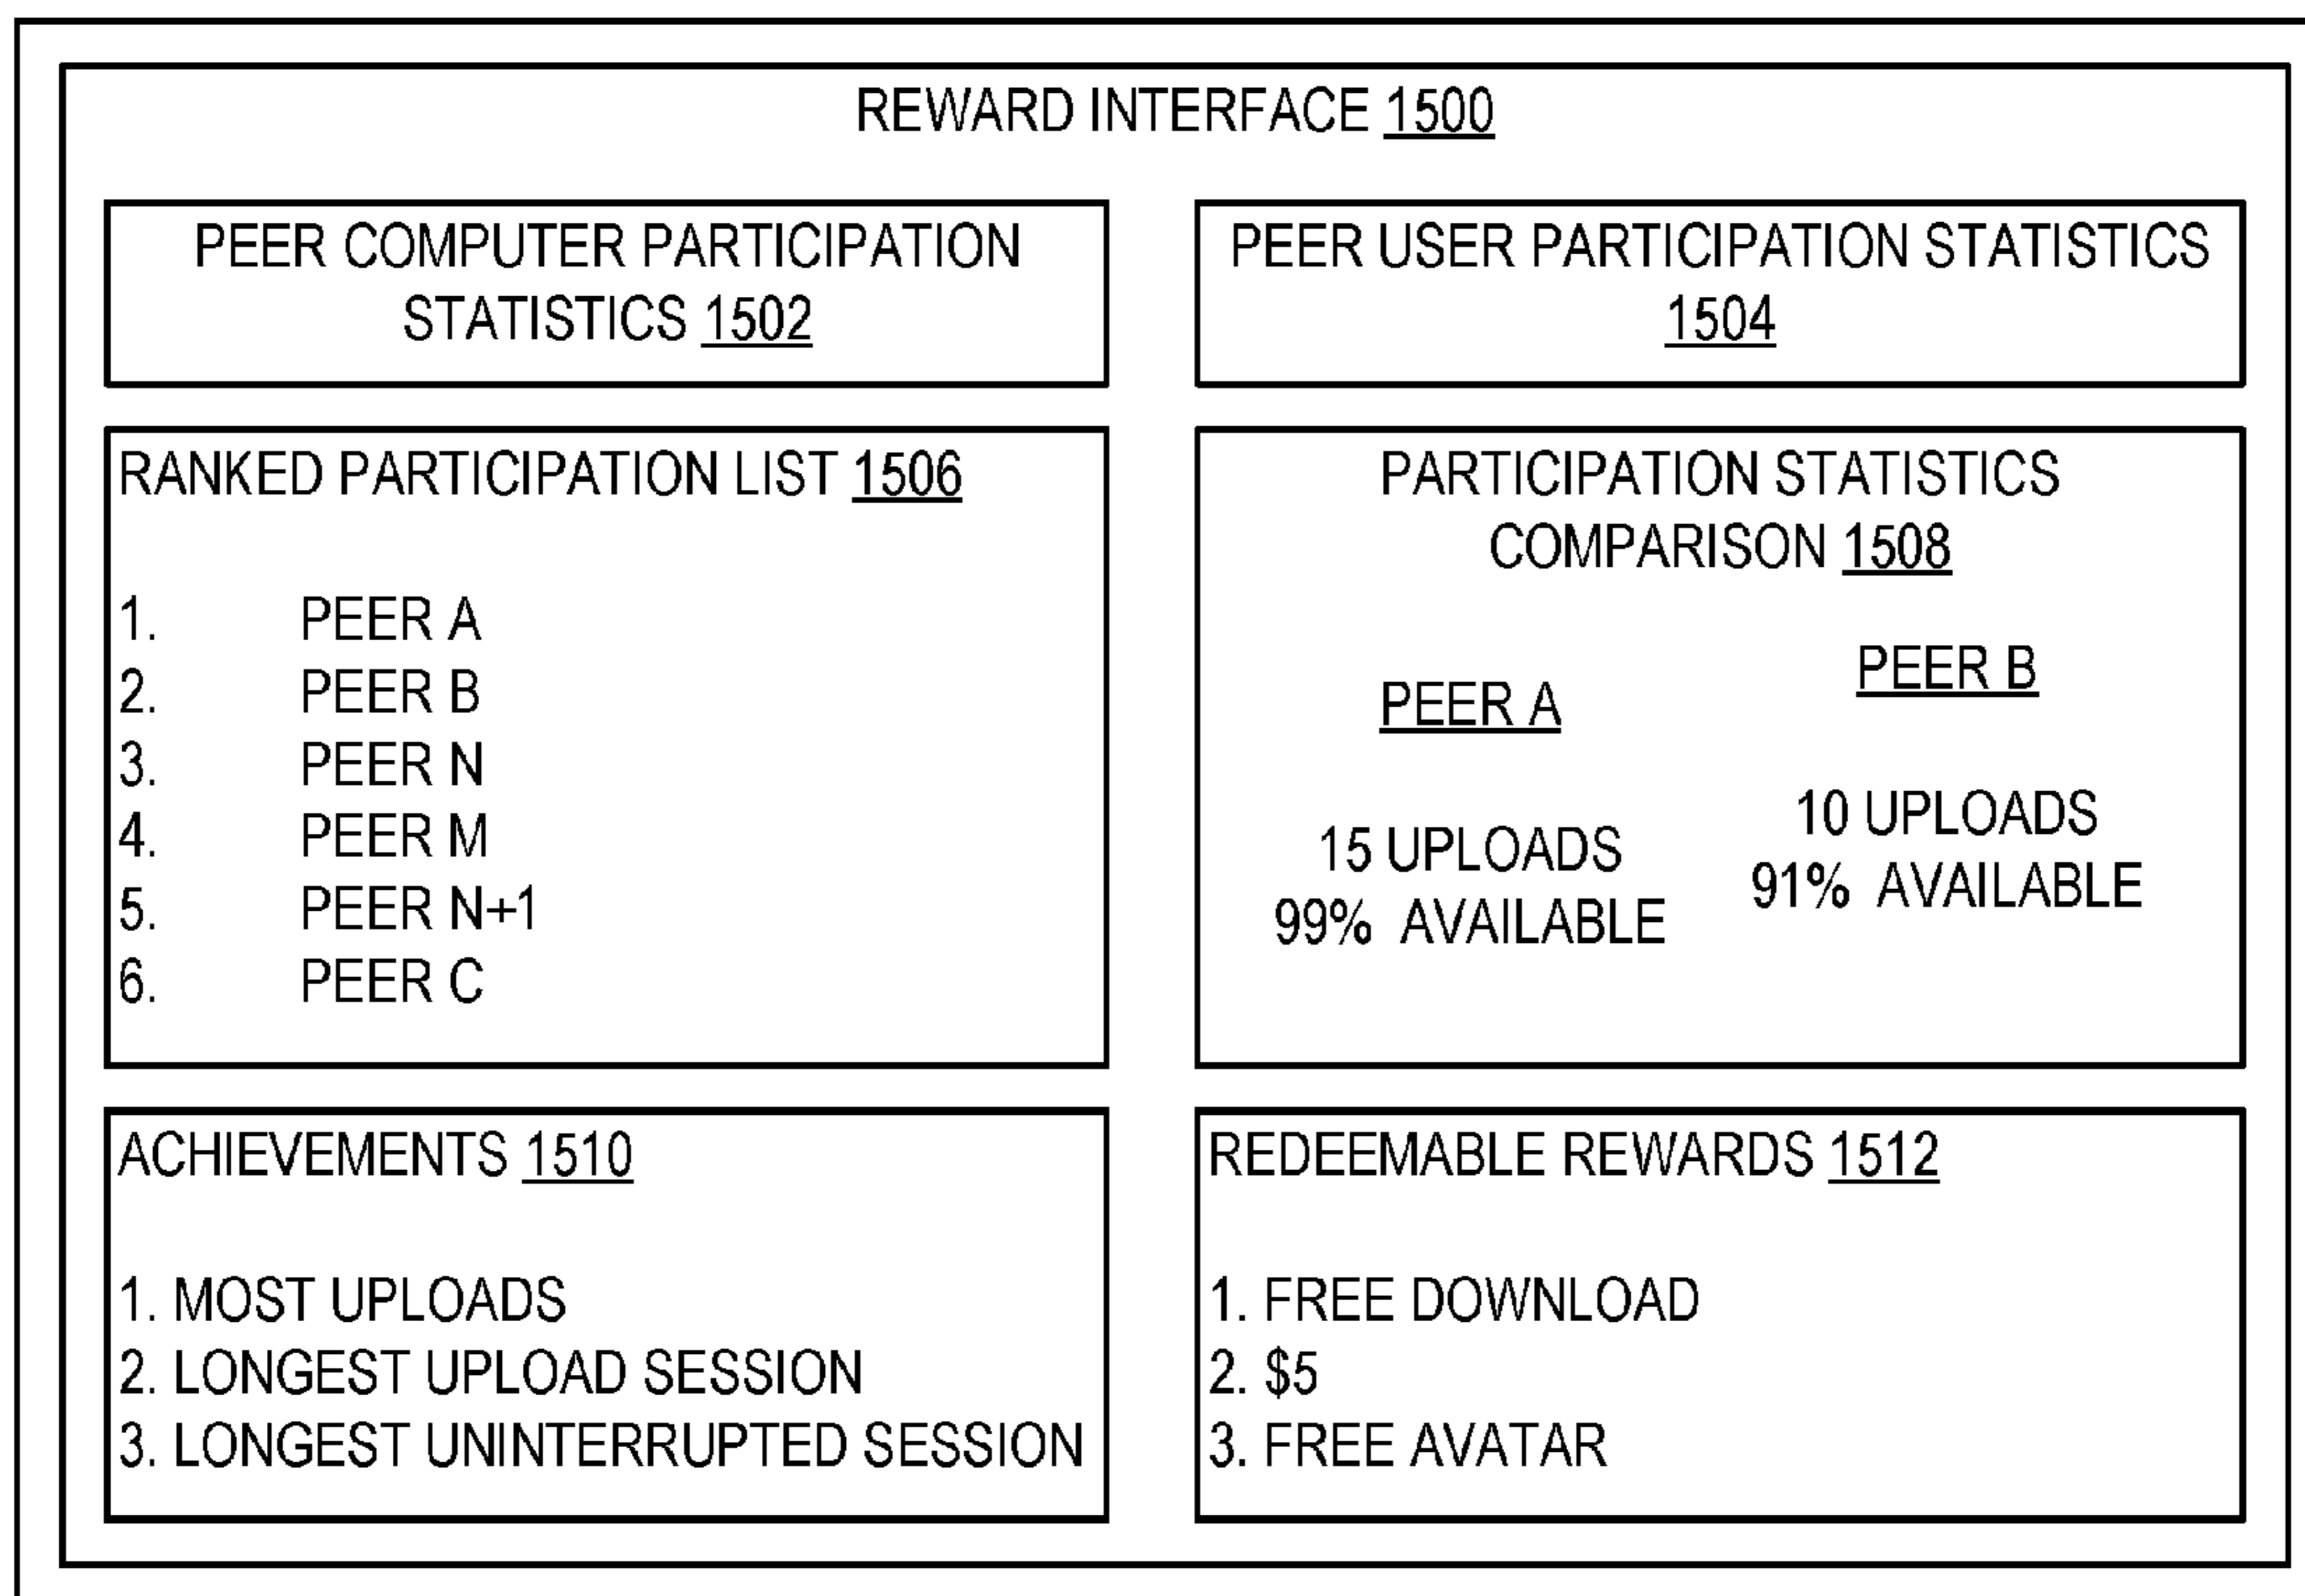 REWARD INTERFACE 1500
PEER COMPUTER PARTICIPATION
STATISTICS 1502
PEER USER PARTICIPATION STATISTICS
1504
RANKED PARTICIPATION LIST 1506
1. PEER A
2. PEER B
3. PEER N
4. PEER M
5. PEER N+1
6. PEER C
PARTICIPATION STATISTICS
COMPARISON 1508
PEER A
15 UPLOADS
99% AVAILABLE
PEER B
10 UPLOADS
91% AVAILABLE
ACHIEVEMENTS 1510
1. MOST UPLOADS
2. LONGEST UPLOAD SESSION
3. LONGEST UNINTERRUPTED SESSION
REDEEMABLE REWARDS 1512
1. FREE DOWNLOAD
2. $5
3. FREE AVATAR